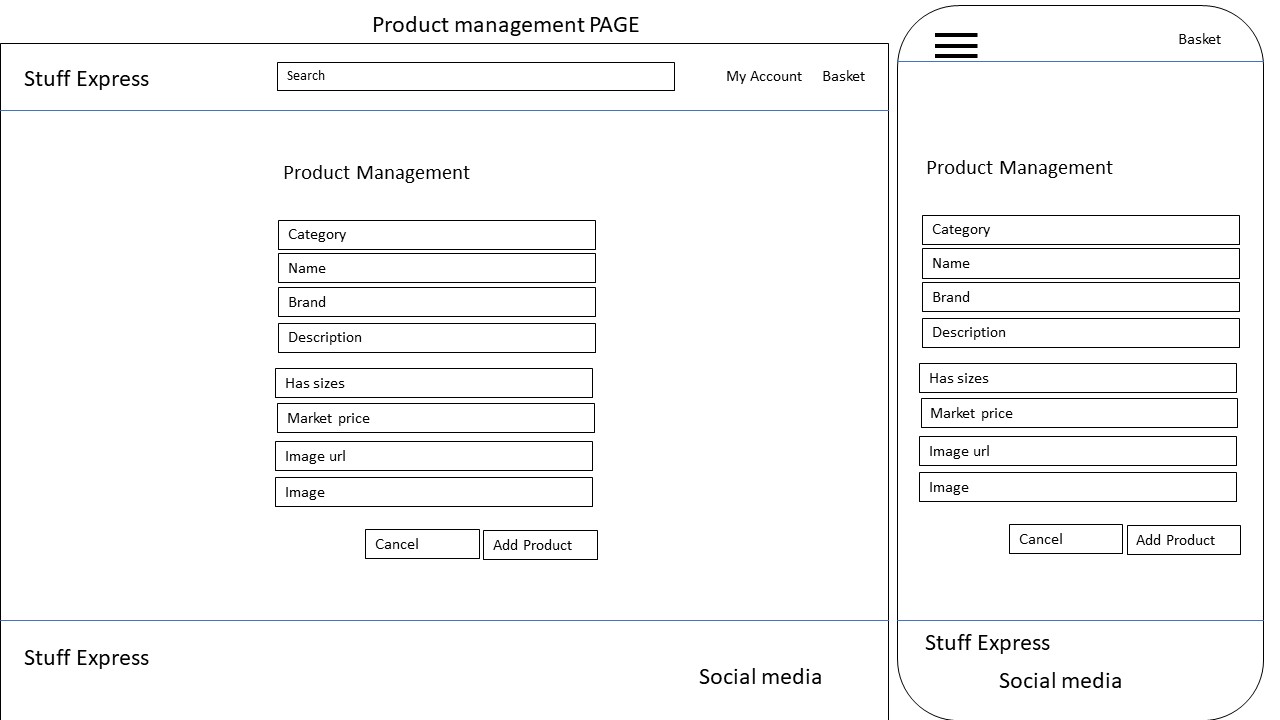 Product management PAGE
Stuff Express
Search
My Account
Basket
Product Management
Category
Name
Brand
Description
Has sizes
Market price
Image url
Image
Cancel
Add Product
Stuff Express
Social media
Basket
Product Management
Category
Name
Brand
Description
Has sizes
Market price
Image url
Image
Cancel
Add Product
Stuff Express
Social media